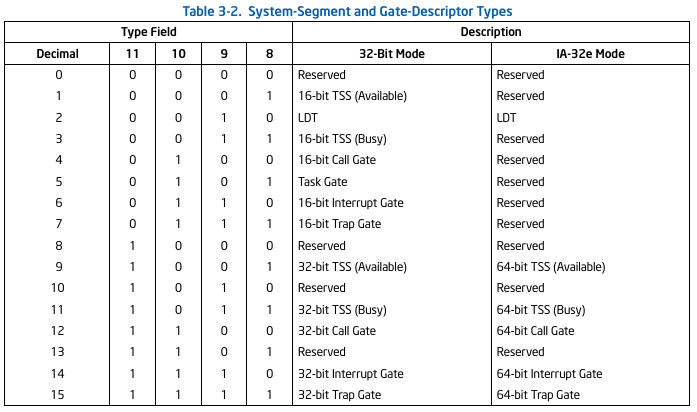 Table 3-2. System-Segment and Gate-Descriptor Types
Type Field Description
Decimal 11 10 9 8 32-Bit Mode IA-32e Mode
0 0 0 0 0 Reserved Reserved
1 0 0 0 1 16-bit TSS (Available) Reserved
2 0 0 1 0 LDT LDT
3 0 0 1 1 16-bit TSS (Busy) Reserved
4 0 1 0 0 16-bit Call Gate Reserved
5 0 1 0 1 Task Gate Reserved
6 0 1 1 0 16-bit Interrupt Gate Reserved
7 0 1 1 1 16-bit Trap Gate Reserved
8 1 0 0 0 Reserved Reserved
9 1 0 0 1 32-bit TSS (Available) 64-bit TSS (Available)
10 1 0 1 0 Reserved Reserved
11 1 0 1 1 32-bit TSS (Busy) 64-bit TSS (Busy)
12 1 1 0 0 32-bit Call Gate 64-bit Call Gate
13 1 1 0 1 Reserved Reserved
14 1 1 1 0 32-bit Interrupt Gate 64-bit Interrupt Gate
15 1 1 1 1 32-bit Trap Gate 64-bit Trap Gate